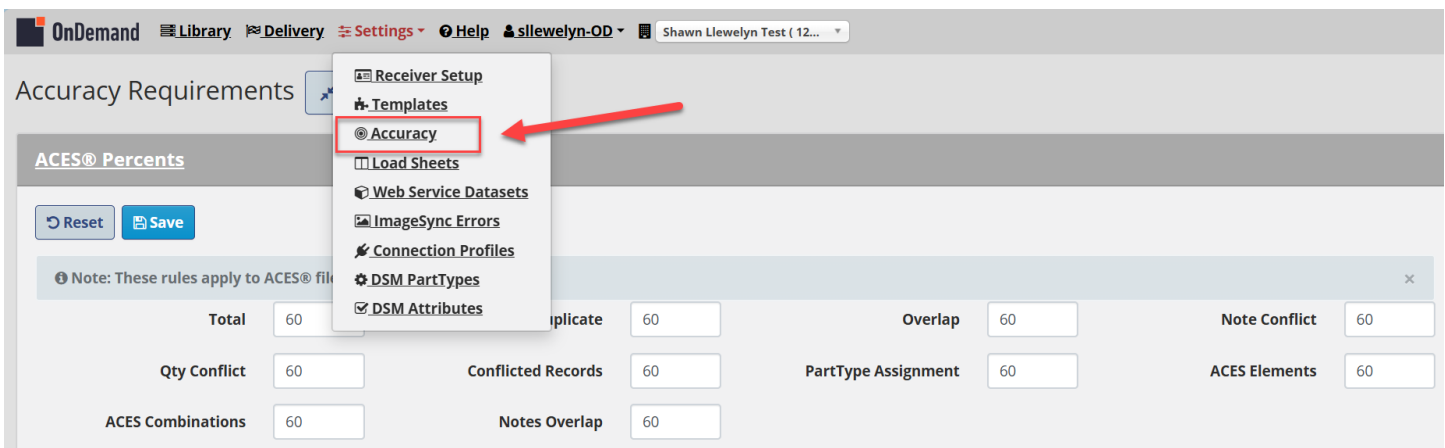 OnDemand Library Delivery Settings Help sllewelyn-OD Shawn Llewelyn Test ( 12...
Accuracy Requirements
Receiver Setup
Templates
Accuracy
Load Sheets
Web Service Datasets
ImageSync Errors
Connection Profiles
DSM PartTypes
DSM Attributes
ACES® Percents
Reset Save
Note: These rules apply to ACES® file
×
Total 60 uplicate 60 Overlap 60 Note Conflict 60
Qty Conflict 60 Conflicted Records 60 PartType Assignment 60 ACES Elements 60
ACES Combinations 60 Notes Overlap 60